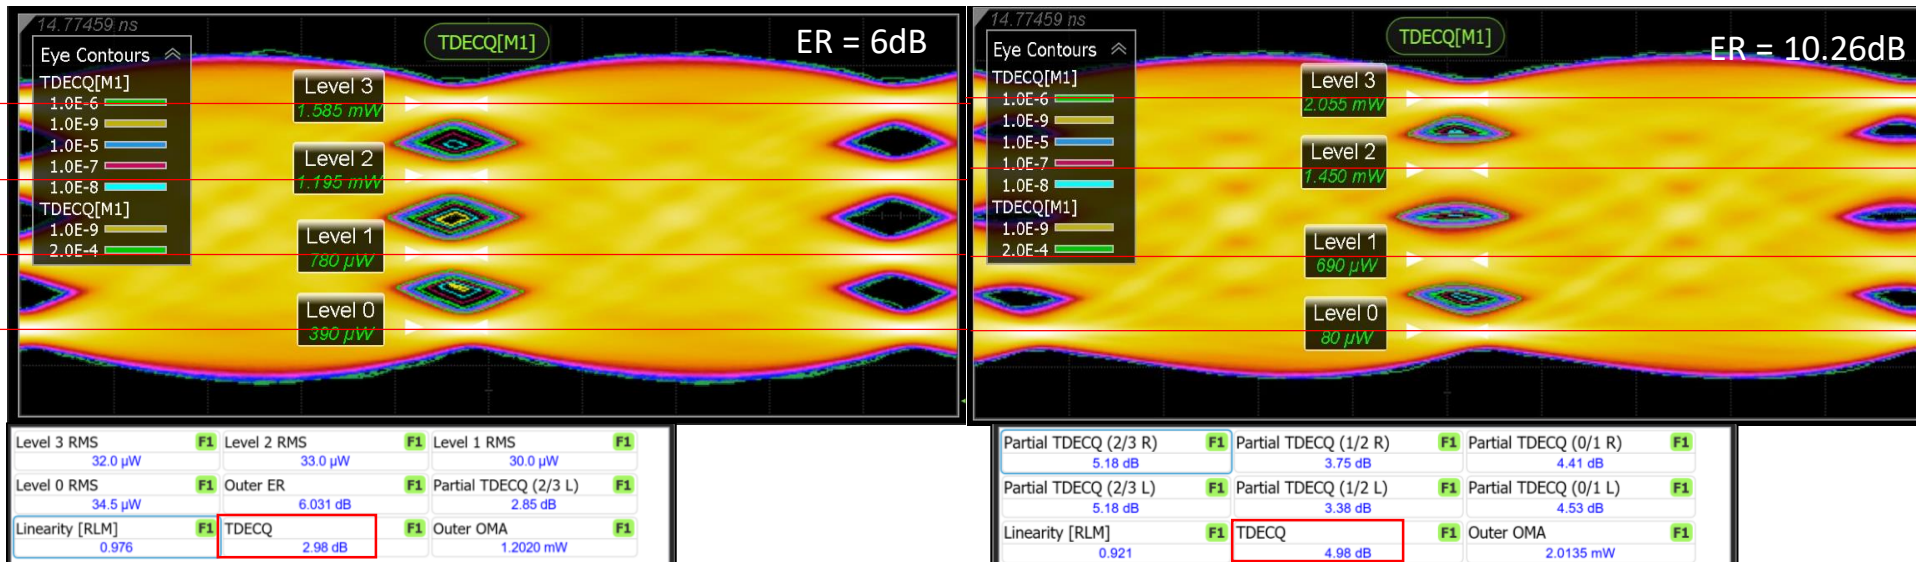 14.77459 ns
TDECQ[M1]
ER = 6dB
Eye Contours
TDECQ[M1]
1.0E-6
1.0E-9
1.0E-5
1.0E-7
1.0E-8
TDECQ[M1]
1.0E-9
2.0E-4
Level 3
1.585 mW
Level 2
1.195 mW
Level 1
780 µW
Level 0
390 µW
14.77459 ns
TDECQ[M1]
ER = 10.26dB
Eye Contours
TDECQ[M1]
1.0E-6
1.0E-9
1.0E-5
1.0E-7
1.0E-8
TDECQ[M1]
1.0E-9
2.0E-4
Level 3
2.055 mW
Level 2
1.450 mW
Level 1
690 µW
Level 0
80 µW
Level 3 RMS F1 Level 2 RMS F1 Level 1 RMS F1
32.0 µW 33.0 µW 30.0 µW
Level 0 RMS F1 Outer ER F1 Partial TDECQ (2/3 L) F1
34.5 µW 6.031 dB 2.85 dB
Linearity [RLM] F1 TDECQ F1 Outer OMA F1
0.976 2.98 dB 1.2020 mW
Partial TDECQ (2/3 R) F1 Partial TDECQ (1/2 R) F1 Partial TDECQ (0/1 R) F1
5.18 dB 3.75 dB 4.41 dB
Partial TDECQ (2/3 L) F1 Partial TDECQ (1/2 L) F1 Partial TDECQ (0/1 L) F1
5.18 dB 3.38 dB 4.53 dB
Linearity [RLM] F1 TDECQ F1 Outer OMA F1
0.921 4.98 dB 2.0135 mW